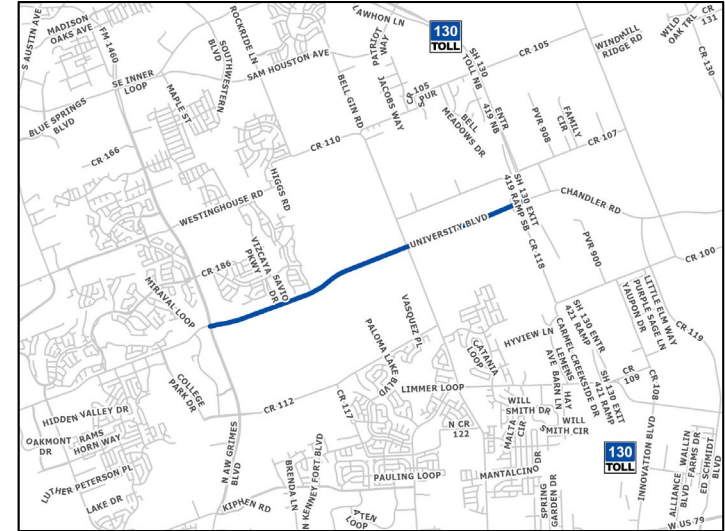 S AUSTIN AVE
MADISON
OAKS AVE
FM 1460
ROCKRIDE LN
SOUTHWESTERN
BLVD
LAWHON LN
PATRIOT
WAY
130
TOLL
SH 130
TOLL NB
CR 105
WINDMILL
RIDGE RD
WILD
OAK TRL
CR
131
CR 130
SE INNER
LOOP
SAM HOUSTON AVE
BLUE SPRINGS
BLVD
MAPLE ST
BELL GIN RD
JACOBS WAY
CR 105
SPUR
BELL
MEADOWS DR
ENTR
419 NB
PVR 908
FAMILY
CIR
CR 107
CR 166
CR 110
HIGGS RD
WESTINGHOUSE RD
SH 130 EXIT
419 RAMP SB
CHANDLER RD
UNIVERSITY BLVD
CR 118
PVR 900
CR 100
CR 186
VIZCAYA
PKWY
SAVIO
DR
MIRAVAL LOOP
VASQUEZ PL
PALOMA LAKE
BLVD
CATANIA
LOOP
HYVIEW LN
SH 130 ENTR
421 RAMP
LITTLE ELM WAY
PURPLE SAGE LN
YAUPON DR
CR 119
CARMEL CREEKSIDE DR
LEMENS
AVE
HAY
BARN LN
SH 130 EXIT
421 RAMP
CR
109
CR 108
COLLEGE
PARK DR
CR 112
CR 117
LIMMER LOOP
WILL
SMITH DR
WILL
SMITH CIR
MALTA
CIR
N CR
122
HIDDEN VALLEY DR
OAKMONT
DR
RAMS
HORN WAY
LUTHER PETERSON PL
LAKE DR
N AW GRIMES
BLVD
KIPHEN RD
BRENDA LN
N KENNEY FORT BLVD
PAULING LOOP
MANTALCINO
DR
SPRING
GARDEN DR
130
TOLL
INNOVATION BLVD
ALLIANCE
BLVD
WALLIN
FARMS DR
ED SCHMIDT
BLVD
W US 79